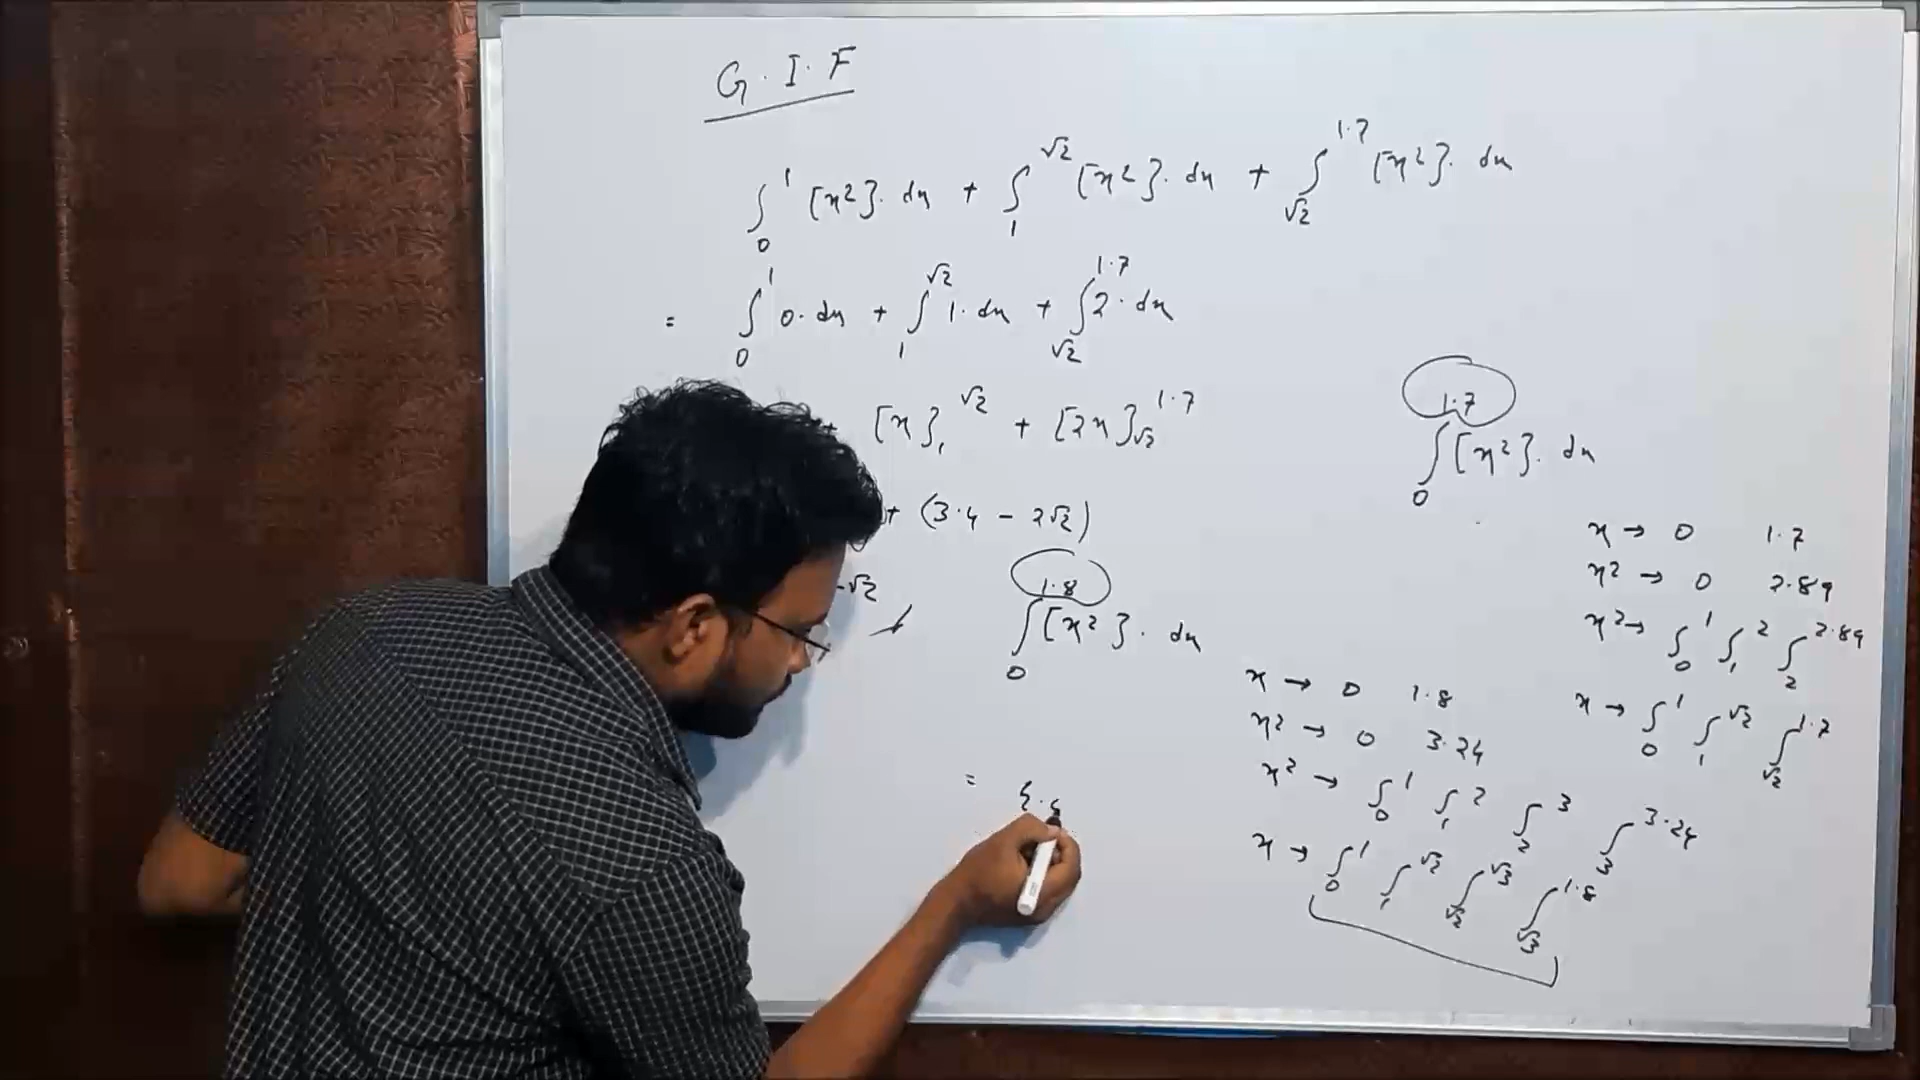 G.I.F
∫₀¹ [x²]. dx + ∫₁^√2 [x²]. dx + ∫_√2^1.7 [x²]. dx
= ∫₀¹ 0. dx + ∫₁^√2 1. dx + ∫_√2^1.7 2. dx
+ [x]₁^√2 + [2x]_√2^1.7
+ (3.4 - 2√2)
-√2
∫₀^1.8 [x²]. dx
=
∫₀^1.7 [x²]. dx
x → 0 1.7
x² → 0 2.89
x² → ∫₀¹ ∫₁² ∫₂^2.89
x → ∫₀¹ ∫₁^√2 ∫_√2^1.7
x → 0 1.8
x² → 0 3.24
x² → ∫₀¹ ∫₁² ∫₂³ ∫₃^3.24
x → ∫₀¹ ∫₁^√2 ∫_√2^√3 ∫_√3^1.8